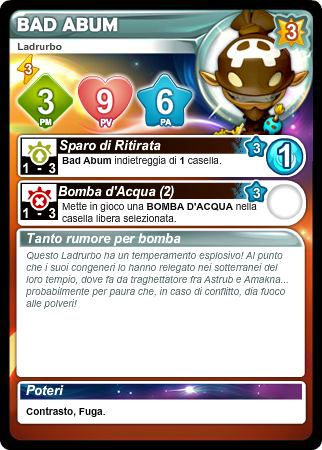 BAD ABUM
Ladrurbo
3
3
3
PM
9
PV
6
PA
Sparo di Ritirata
3
1 - 3
Bad Abum indietreggia di 1 casella.
1
Bomba d'Acqua (2)
3
1 - 3
Mette in gioco una BOMBA D'ACQUA nella
casella libera selezionata.
Tanto rumore per bomba
Questo Ladrurbo ha un temperamento esplosivo! Al punto
che i suoi congeneri lo hanno relegato nei sotterranei del
loro tempio, dove fa da traghettatore fra Astrub e Amakna...
probabilmente per paura che, in caso di conflitto, dia fuoco
alle polveri!
Poteri
Contrasto, Fuga.